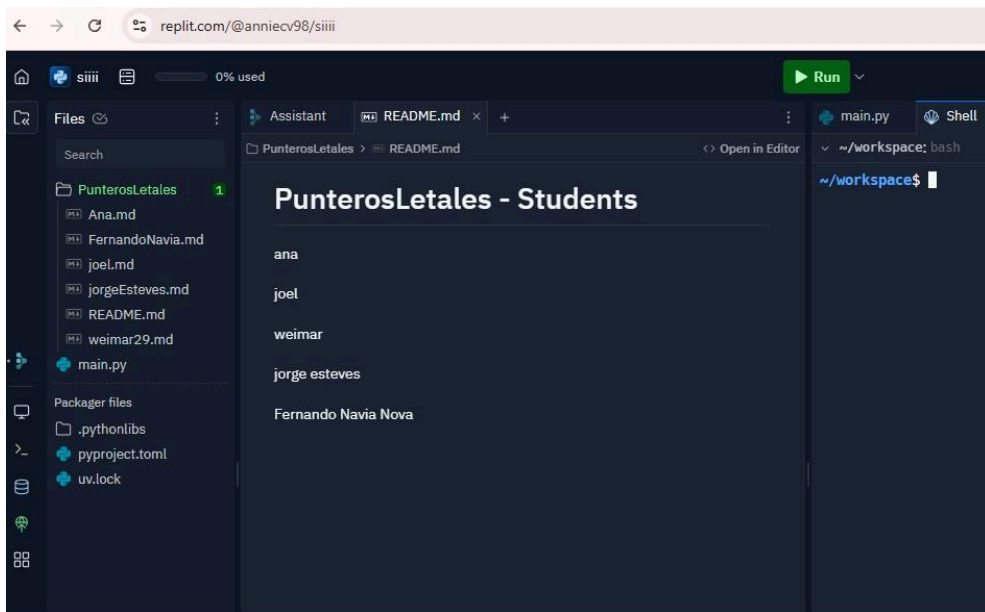 replit.com/@anniecv98/siiii
siiii
0% used
Run
Files
Search
PunterosLetales 1
Ana.md
FernandoNavia.md
joel.md
jorgeEsteves.md
README.md
weimar29.md
main.py
Packager files
.pythonlibs
pyproject.toml
uv.lock
Assistant
README.md × +
PunterosLetales > README.md
<> Open in Editor
PunterosLetales - Students
ana
joel
weimar
jorge esteves
Fernando Navia Nova
main.py
Shell
~/workspace: bash
~/workspace$